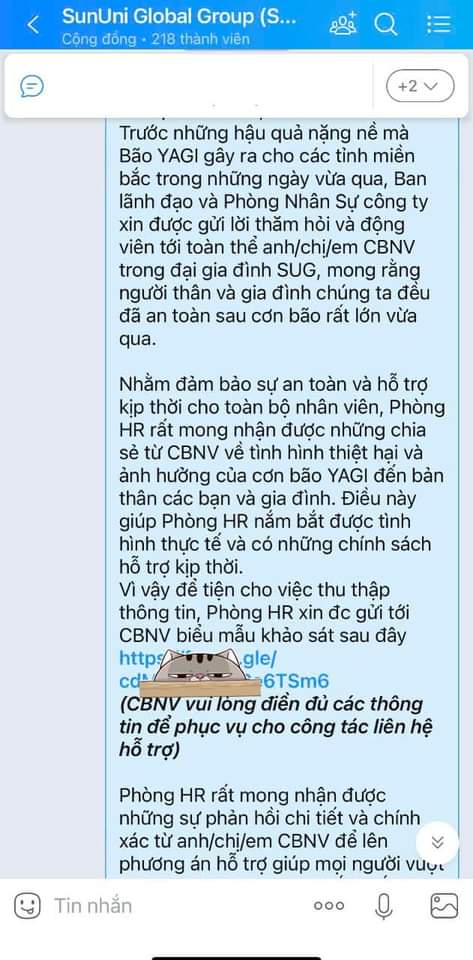 SunUni Global Group (S...
Cộng đồng • 218 thành viên
+2
Trước những hậu quả nặng nề mà
Bão YAGI gây ra cho các tỉnh miền
bắc trong những ngày vừa qua, Ban
lãnh đạo và Phòng Nhân Sự công ty
xin được gửi lời thăm hỏi và động
viên tới toàn thể anh/chị/em CBNV
trong đại gia đình SUG, mong rằng
người thân và gia đình chúng ta đều
đã an toàn sau cơn bão rất lớn vừa
qua.
Nhằm đảm bảo sự an toàn và hỗ trợ
kịp thời cho toàn bộ nhân viên, Phòng
HR rất mong nhận được những chia
sẻ từ CBNV về tình hình thiệt hại và
ảnh hưởng của cơn bão YAGI đến bản
thân các bạn và gia đình. Điều này
giúp Phòng HR nắm bắt được tình
hình thực tế và có những chính sách
hỗ trợ kịp thời.
Vì vậy để tiện cho việc thu thập
thông tin, Phòng HR xin đc gửi tới
CBNV biểu mẫu khảo sát sau đây
https .gle/
cd 6TSm6
(CBNV vui lòng điền đủ các thông
tin để phục vụ cho công tác liên hệ
hỗ trợ)
Phòng HR rất mong nhận được
những sự phản hồi chi tiết và chính
xác từ anh/chị/em CBNV để lên
phương án hỗ trợ giúp mọi người vượt
Tin nhắn